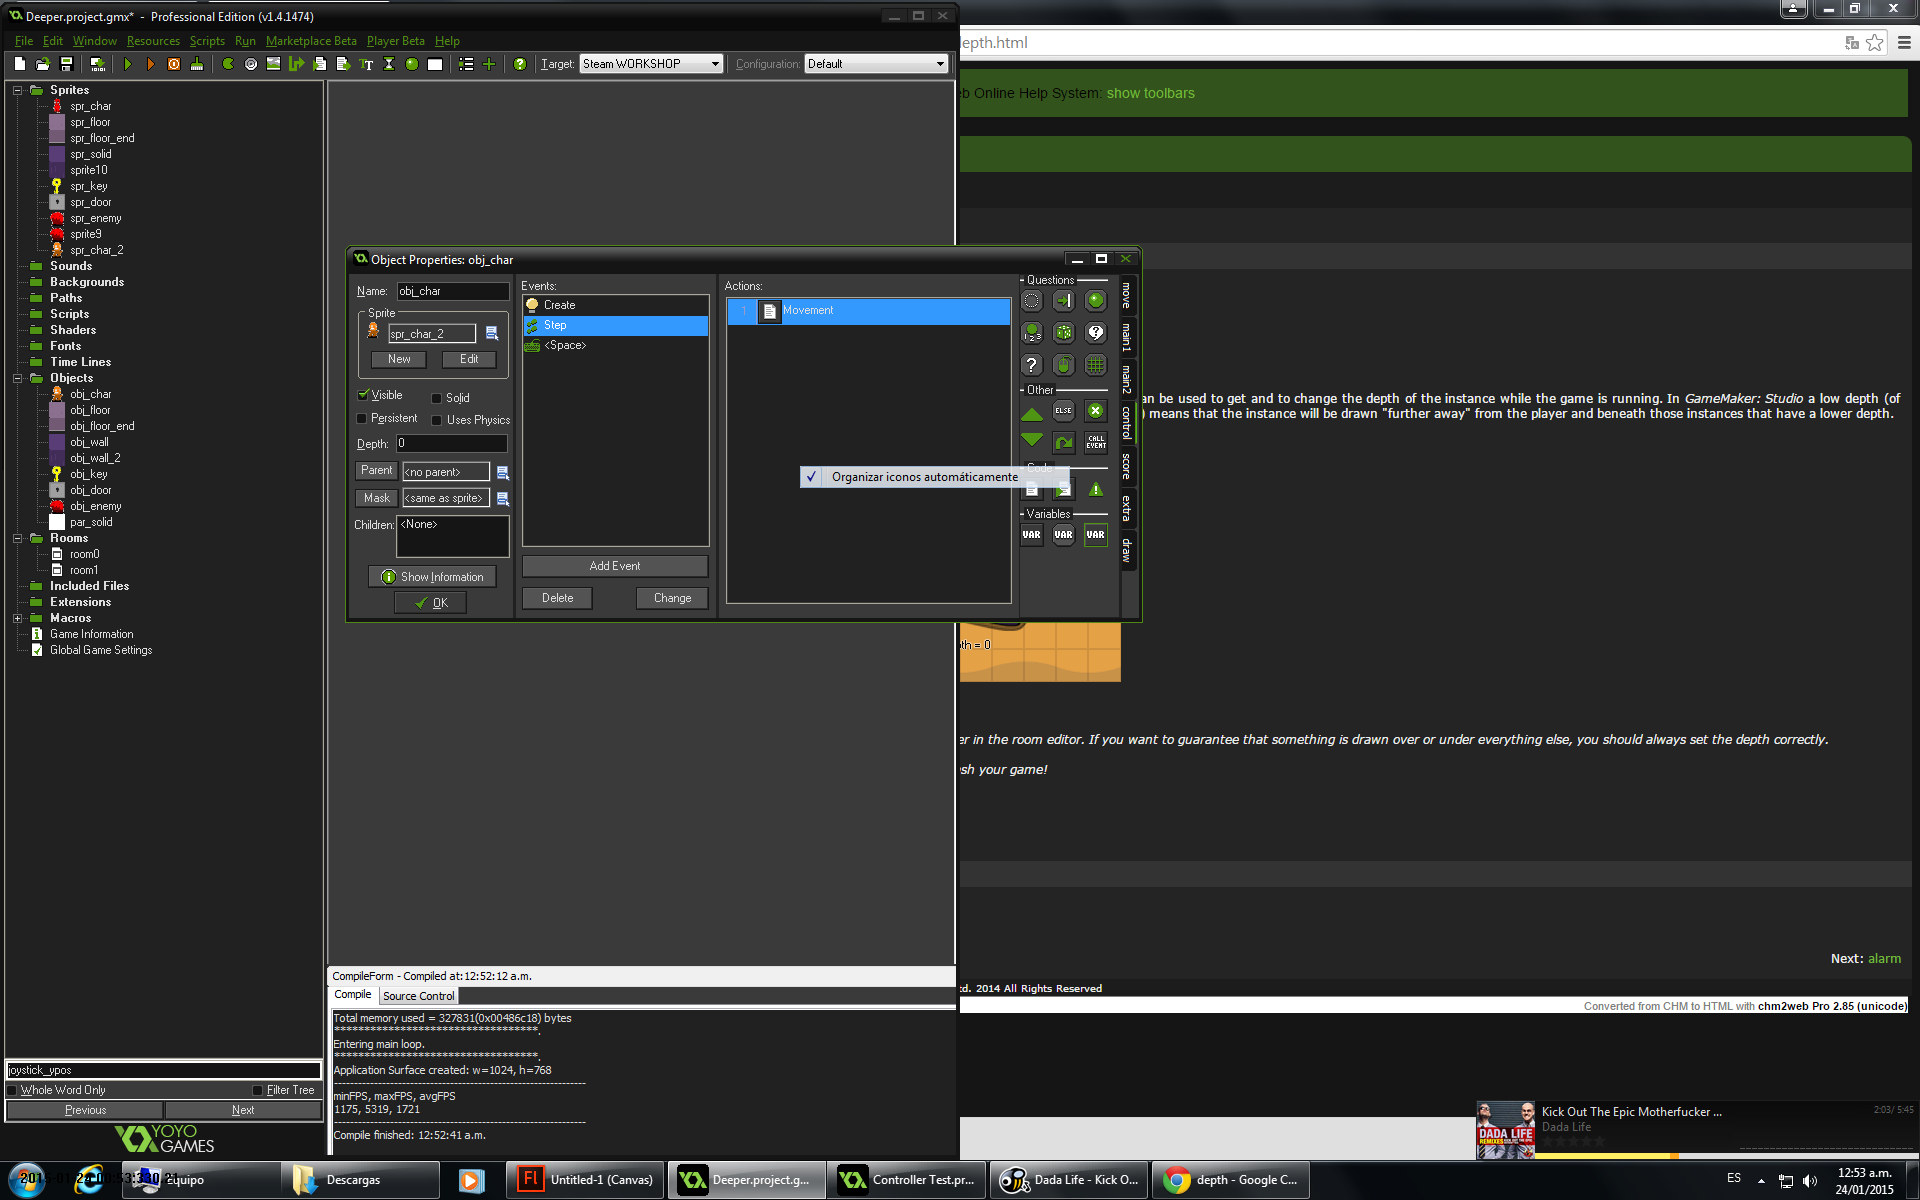 Deeper.project.gmx* - Professional Edition (v1.4.1474)
File Edit Window Resources Scripts Run Marketplace Beta Player Beta Help
Target: Steam WORKSHOP Configuration: Default
Sprites
spr_char
spr_floor
spr_floor_end
spr_solid
sprite10
spr_key
spr_door
spr_enemy
sprite9
spr_char_2
Sounds
Backgrounds
Paths
Scripts
Shaders
Fonts
Time Lines
Objects
obj_char
obj_floor
obj_floor_end
obj_wall
obj_wall_2
obj_key
obj_door
obj_enemy
par_solid
Rooms
room0
room1
Included Files
Extensions
Macros
Game Information
Global Game Settings
joystick_ypos
Whole Word Only Filter Tree
Previous Next
YOYO
GAMES
Object Properties: obj_char
Name: obj_char
Sprite
spr_char_2
New Edit
Visible Solid
Persistent Uses Physics
Depth: 0
Parent <no parent>
Mask <same as sprite>
Children: <None>
Show Information
OK
Events:
Create
Step
<Space>
Add Event
Delete Change
Actions:
1 Movement
Organizar iconos automáticamente
Questions
Other
ELSE
CALL EVENT
Code
Variables
VAR VAR VAR
move
main1
main2
control
score
extra
draw
CompileForm - Compiled at: 12:52:12 a.m.
Compile Source Control
Total memory used = 327831(0x00486c18) bytes
**********************************.
Entering main loop.
**********************************.
Application Surface created: w=1024, h=768
---------------------------------------------------------------
minFPS, maxFPS, avgFPS
1175, 5319, 1721
---------------------------------------------------------------
Compile finished: 12:52:41 a.m.
depth.html
Online Help System: show toolbars
an be used to get and to change the depth of the instance while the game is running. In GameMaker: Studio a low depth (of
) means that the instance will be drawn "further away" from the player and beneath those instances that have a lower depth.
th = 0
er in the room editor. If you want to guarantee that something is drawn over or under everything else, you should always set the depth correctly.
sh your game!
Next: alarm
td. 2014 All Rights Reserved
Converted from CHM to HTML with chm2web Pro 2.85 (unicode)
Kick Out The Epic Motherfucker ...
Dada Life
2:03/ 5:45
DADA LIFE
REMIXES
Equipo
Descargas
Untitled-1 (Canvas)
Deeper.project.g...
Controller Test.pr...
Dada Life - Kick O...
depth - Google C...
ES
12:53 a.m.
24/01/2015